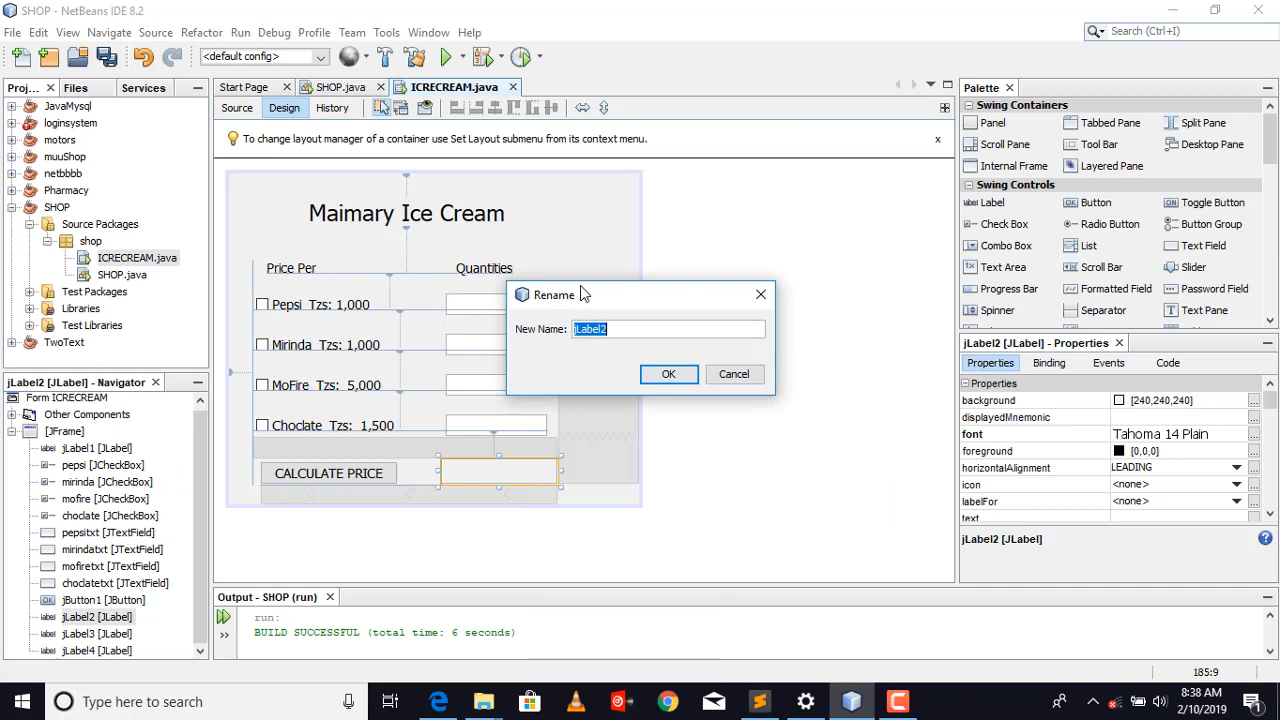 SHOP - NetBeans IDE 8.2
File Edit View Navigate Source Refactor Run Debug Profile Team Tools Window Help
Search (Ctrl+I)
<default config>
Proj... Files Services
Start Page SHOP.java ICRECREAM.java
Palette
Source Design History
To change layout manager of a container use Set Layout submenu from its context menu. x
JavaMysql
loginsystem
motors
muuShop
netbbbb
Pharmacy
SHOP
Source Packages
shop
ICRECREAM.java
SHOP.java
Test Packages
Libraries
Test Libraries
TwoText
Maimary Ice Cream
Price Per Quantities
Pepsi Tzs: 1,000
Mirinda Tzs: 1,000
MoFire Tzs: 5,000
Choclate Tzs: 1,500
CALCULATE PRICE
Rename
New Name: jLabel2
OK Cancel
Swing Containers
Panel Tabbed Pane Split Pane
Scroll Pane Tool Bar Desktop Pane
Internal Frame Layered Pane
Swing Controls
Label Button Toggle Button
Check Box Radio Button Button Group
Combo Box List Text Field
Text Area Scroll Bar Slider
Progress Bar Formatted Field Password Field
Spinner Separator Text Pane
jLabel2 [JLabel] - Properties
Properties Binding Events Code
Properties
background [240,240,240] ...
displayedMnemonic ...
font Tahoma 14 Plain ...
foreground [0,0,0] ...
horizontalAlignment LEADING ...
icon <none> ...
labelFor <none> ...
text
jLabel2 [JLabel]
jLabel2 [JLabel] - Navigator
Form ICRECREAM
Other Components
[JFrame]
jLabel1 [JLabel]
pepsi [JCheckBox]
mirinda [JCheckBox]
mofire [JCheckBox]
choclate [JCheckBox]
pepsitxt [JTextField]
mirindatxt [JTextField]
mofiretxt [JTextField]
choclatetxt [JTextField]
jButton1 [JButton]
jLabel2 [JLabel]
jLabel3 [JLabel]
jLabel4 [JLabel]
Output - SHOP (run)
run:
BUILD SUCCESSFUL (total time: 6 seconds)
185:9
Type here to search
8:38 AM
2/10/2019